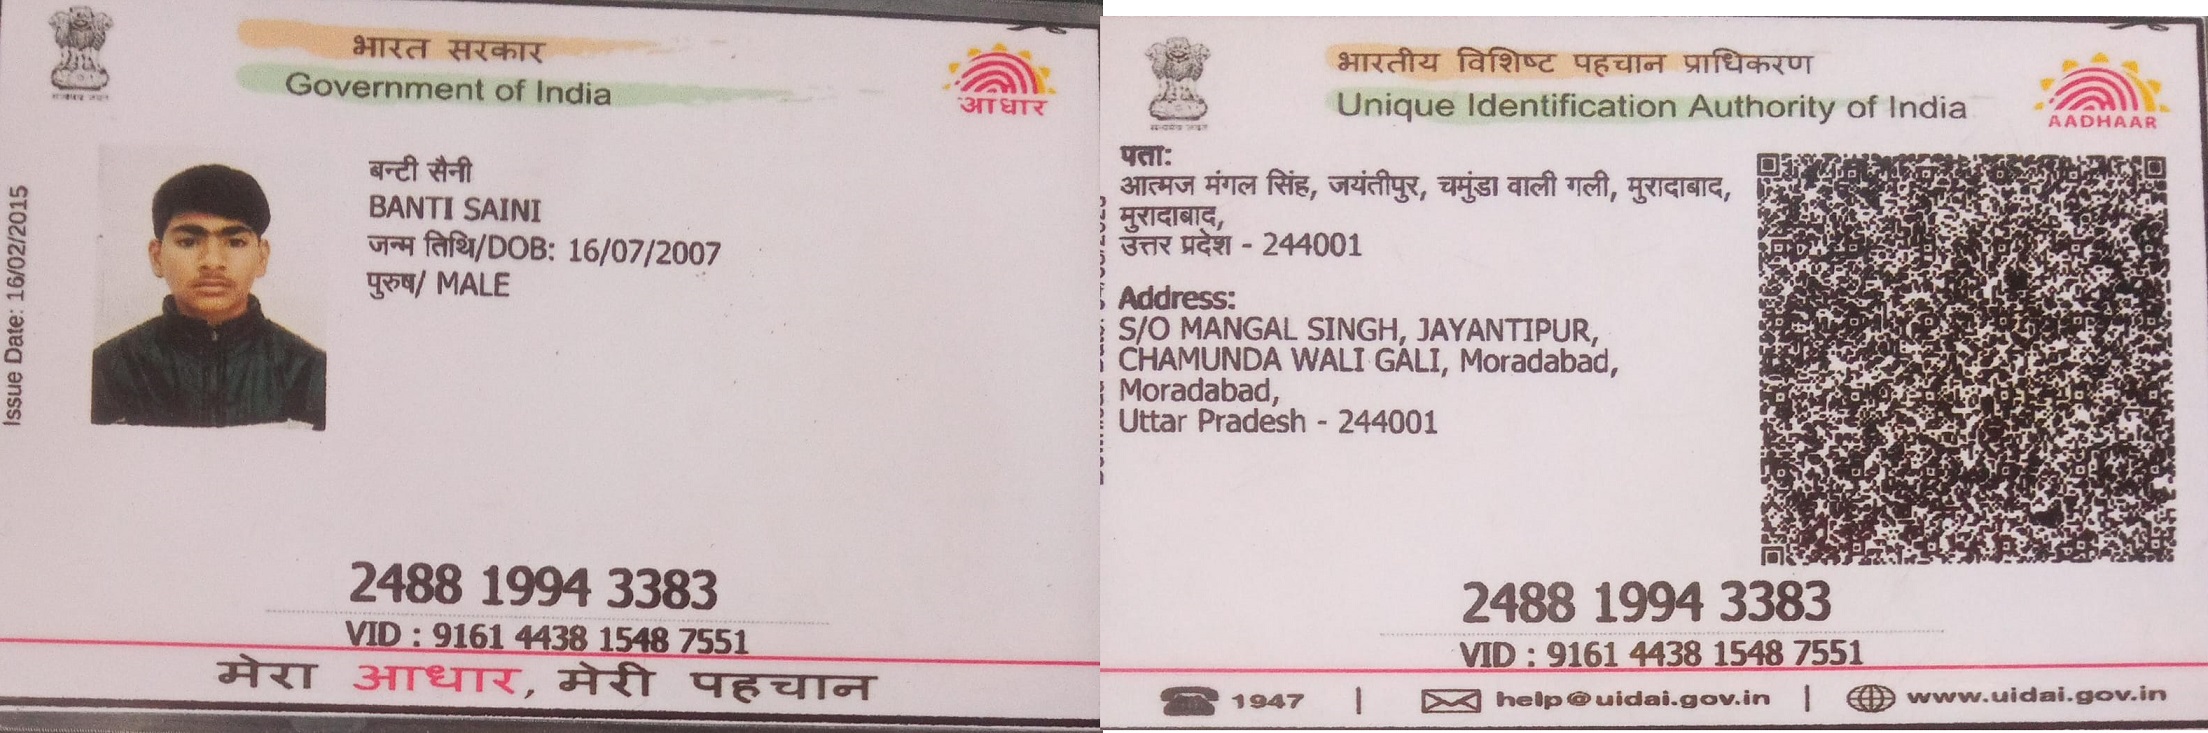 भारत सरकार
Government of India
आधार
Issue Date: 16/02/2015
बन्टी सैनी
BANTI SAINI
जन्म तिथि/DOB: 16/07/2007
पुरुष/ MALE
2488 1994 3383
VID : 9161 4438 1548 7551
मेरा आधार, मेरी पहचान
भारतीय विशिष्ट पहचान प्राधिकरण
Unique Identification Authority of India
AADHAAR
पता:
आत्मज मंगल सिंह, जयंतीपुर, चमुंडा वाली गली, मुरादाबाद,
मुरादाबाद,
उत्तर प्रदेश - 244001
Address:
S/O MANGAL SINGH, JAYANTIPUR,
CHAMUNDA WALI GALI, Moradabad,
Moradabad,
Uttar Pradesh - 244001
2488 1994 3383
VID : 9161 4438 1548 7551
1947 | help@uidai.gov.in | www.uidai.gov.in